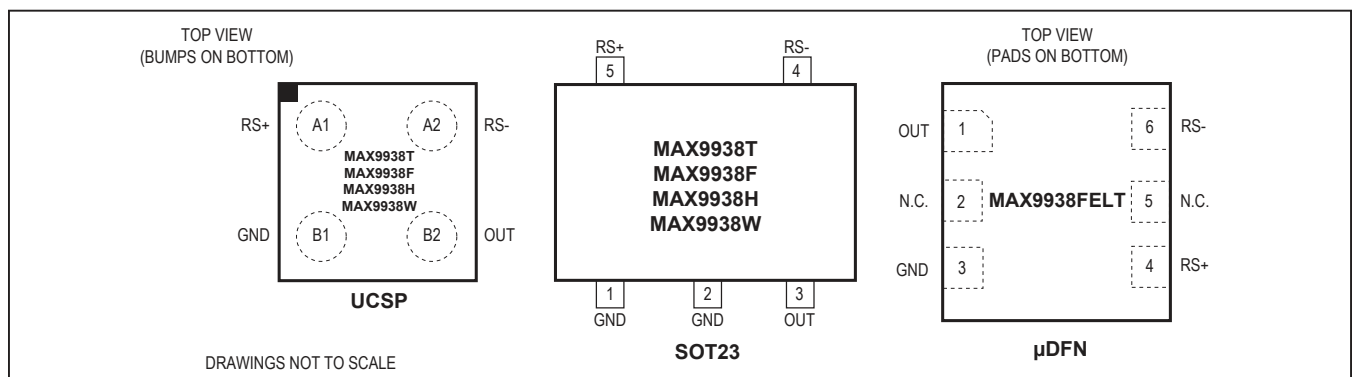 TOP VIEW
(BUMPS ON BOTTOM)
RS+
A1
A2
RS-
MAX9938T
MAX9938F
MAX9938H
MAX9938W
GND
B1
B2
OUT
UCSP
DRAWINGS NOT TO SCALE
RS+
RS-
5
4
MAX9938T
MAX9938F
MAX9938H
MAX9938W
1
2
3
GND
GND
OUT
SOT23
TOP VIEW
(PADS ON BOTTOM)
OUT
1
6
RS-
N.C.
2
MAX9938FELT
5
N.C.
GND
3
4
RS+
µDFN